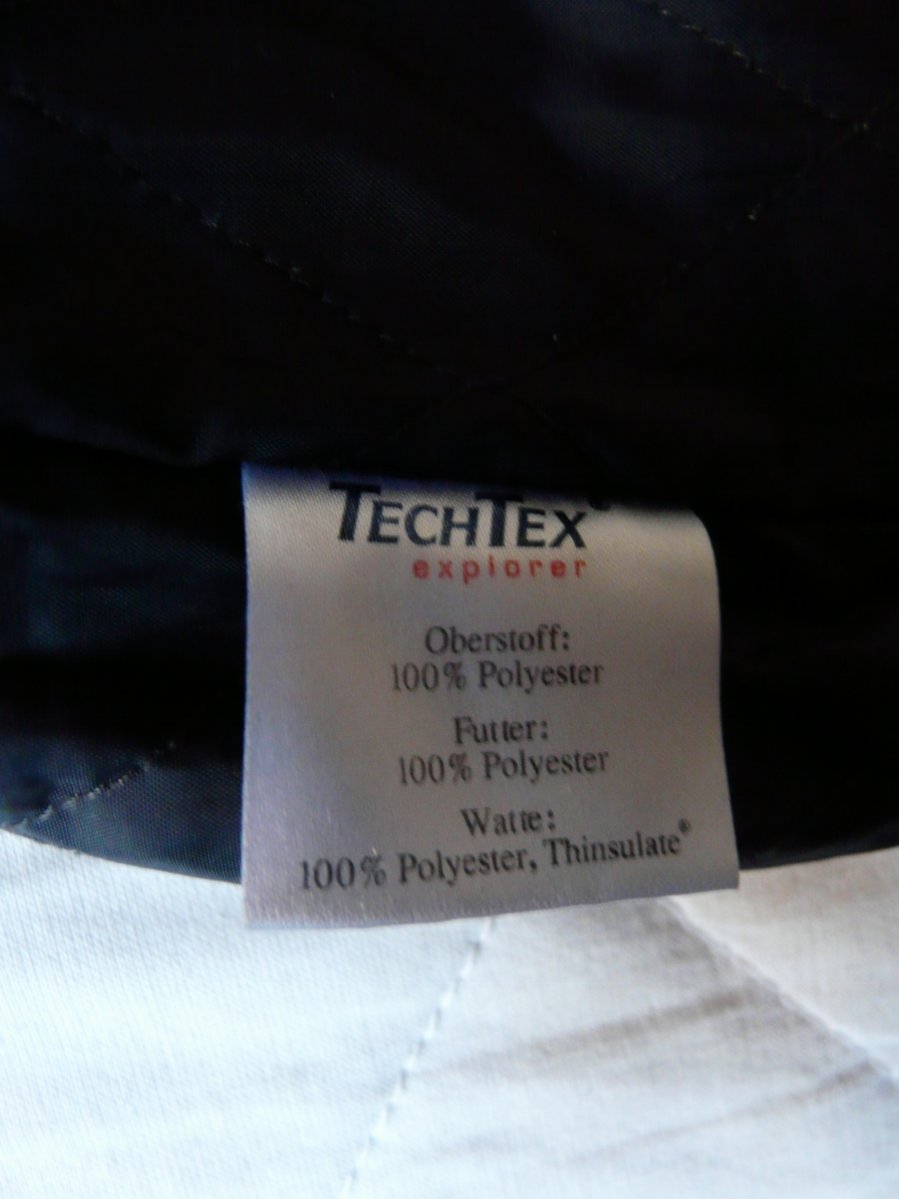 TECHTEX
explorer
Oberstoff:
100% Polyester
Futter:
100% Polyester
Watte:
100% Polyester, Thinsulate®